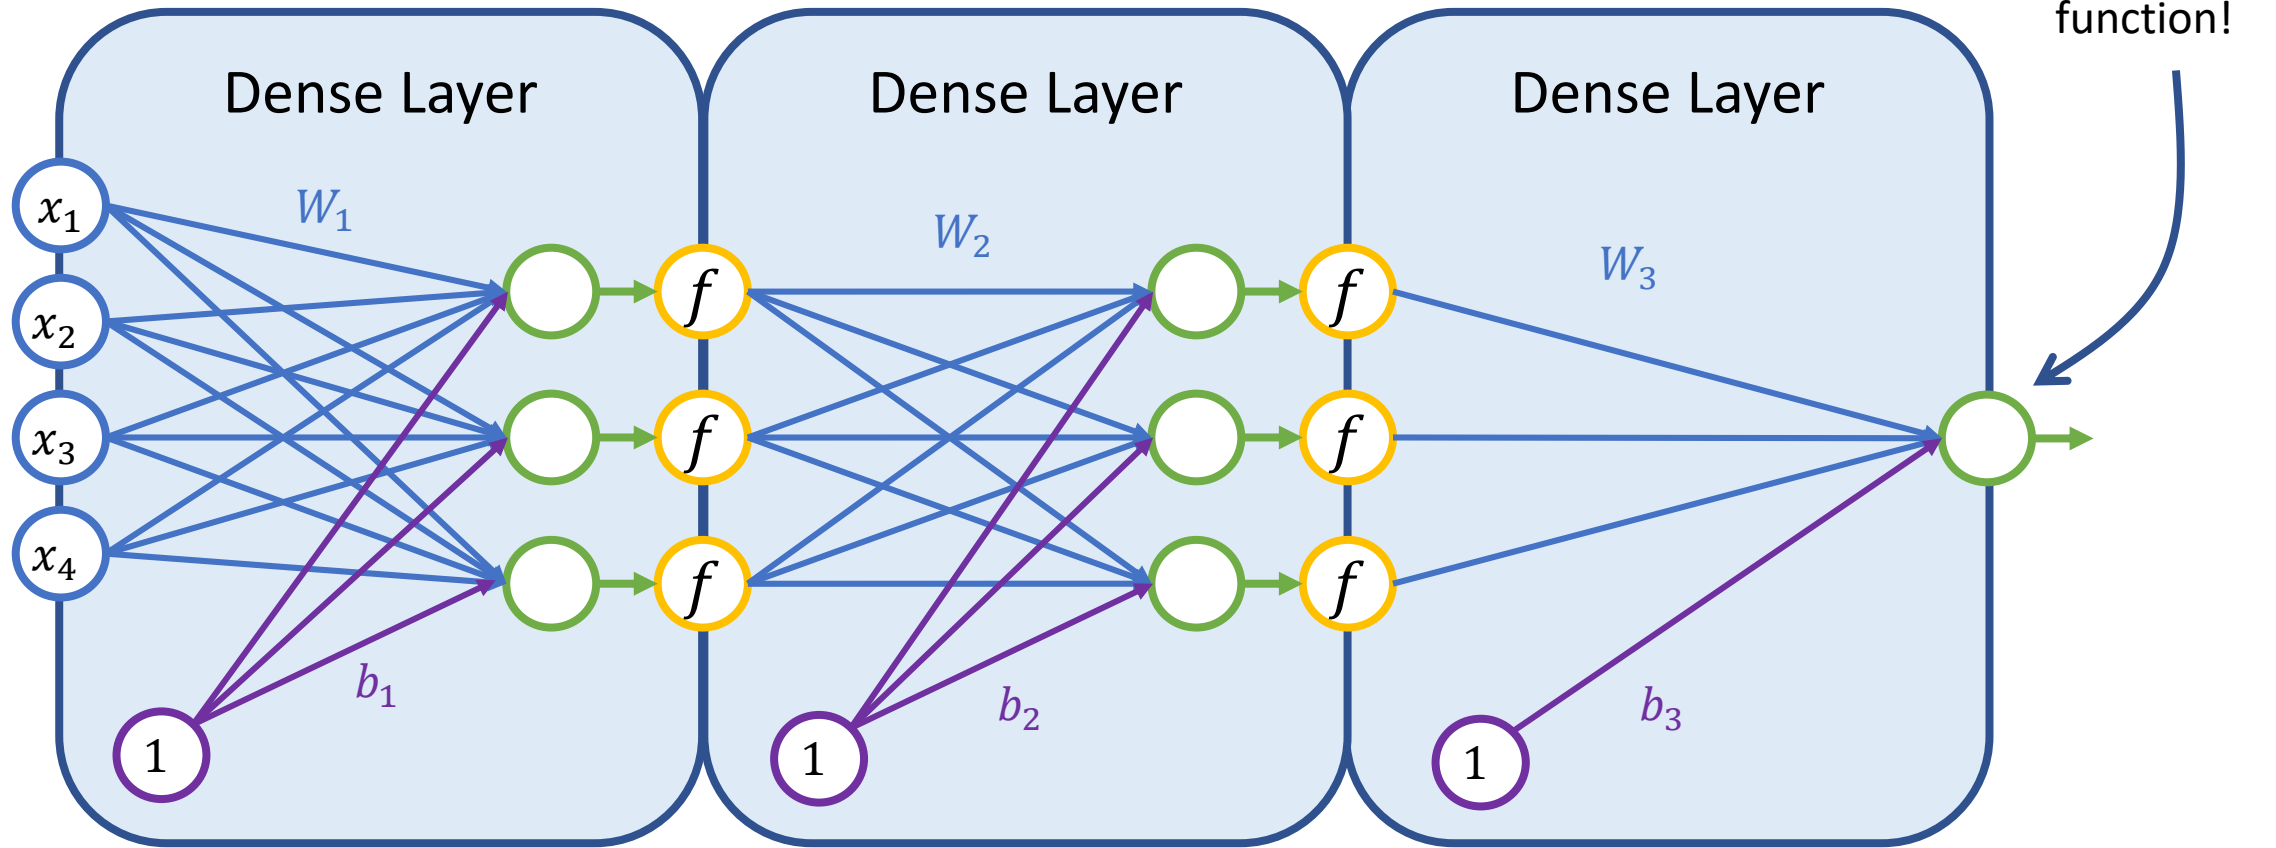 function!
Dense Layer
Dense Layer
Dense Layer
x₁
W₁
W₂
W₃
f
f
x₂
x₃
f
f
x₄
f
f
b₁
b₂
b₃
1
1
1